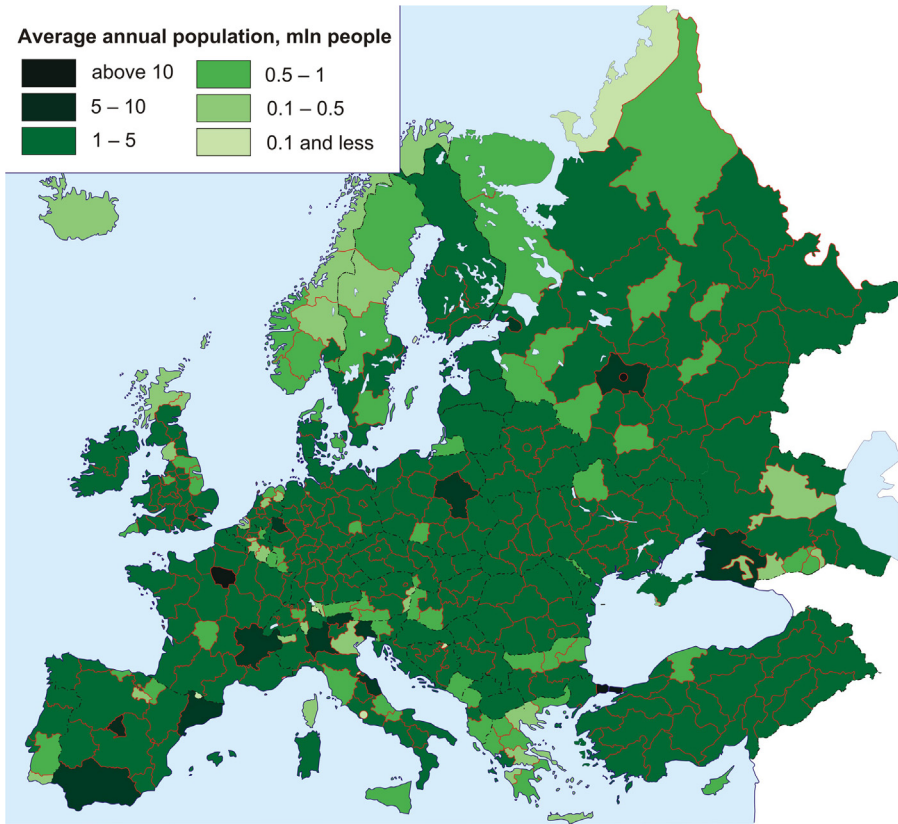 Average annual population, mln people
above 10
5 – 10
1 – 5
0.5 – 1
0.1 – 0.5
0.1 and less